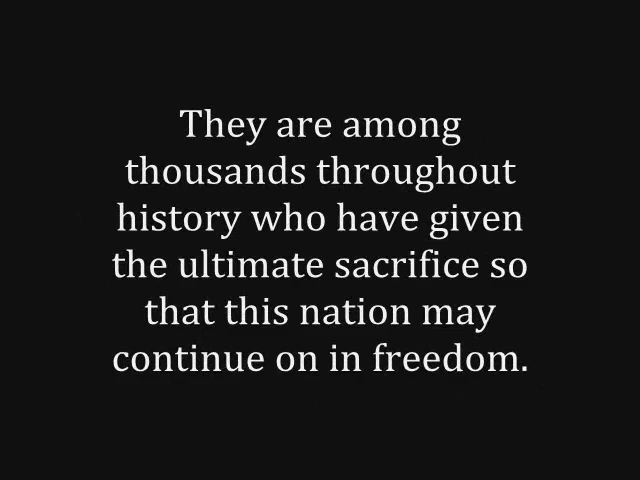 They are among
thousands throughout
history who have given
the ultimate sacrifice so
that this nation may
continue on in freedom.